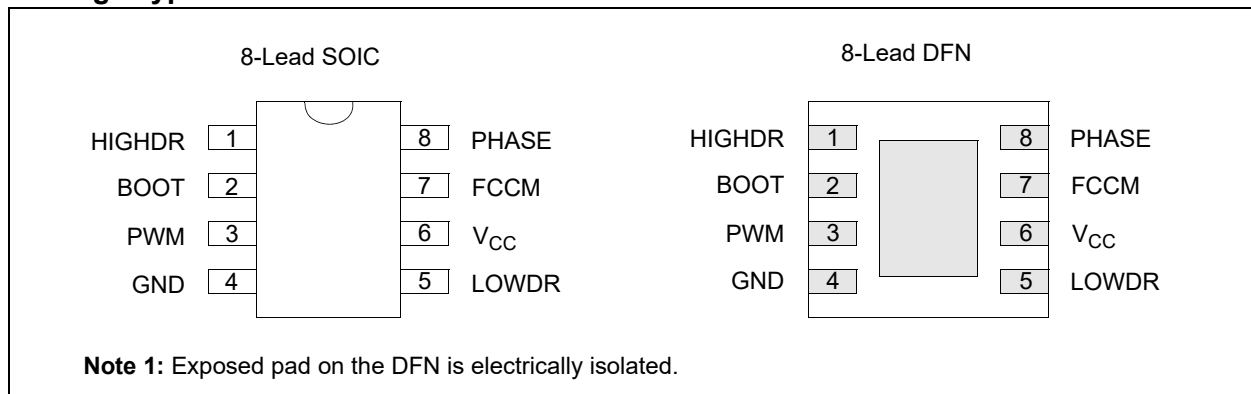 8-Lead SOIC
HIGHDR 1
BOOT 2
PWM 3
GND 4
8 PHASE
7 FCCM
6 VCC
5 LOWDR
8-Lead DFN
HIGHDR 1
BOOT 2
PWM 3
GND 4
8 PHASE
7 FCCM
6 VCC
5 LOWDR
Note 1: Exposed pad on the DFN is electrically isolated.